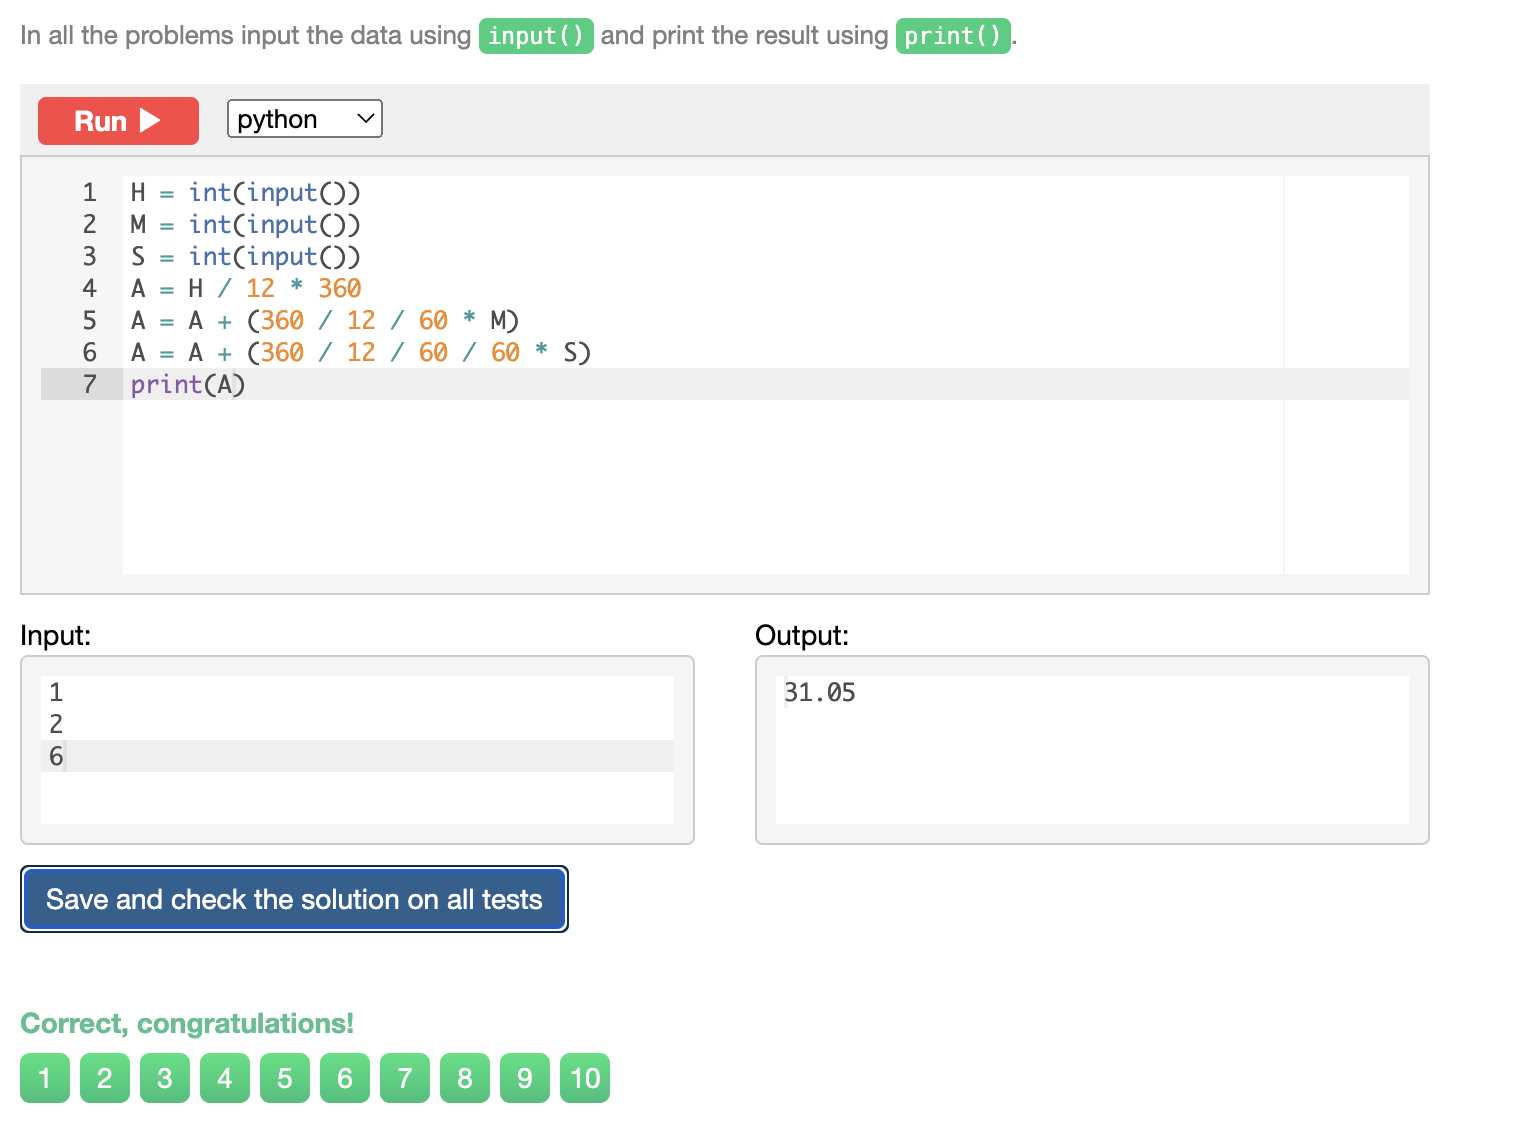 In all the problems input the data using input() and print the result using print().
Run
python
1 H = int(input())
2 M = int(input())
3 S = int(input())
4 A = H / 12 * 360
5 A = A + (360 / 12 / 60 * M)
6 A = A + (360 / 12 / 60 / 60 * S)
7 print(A)
Input:
1
2
6
Output:
31.05
Save and check the solution on all tests
Correct, congratulations!
1 2 3 4 5 6 7 8 9 10